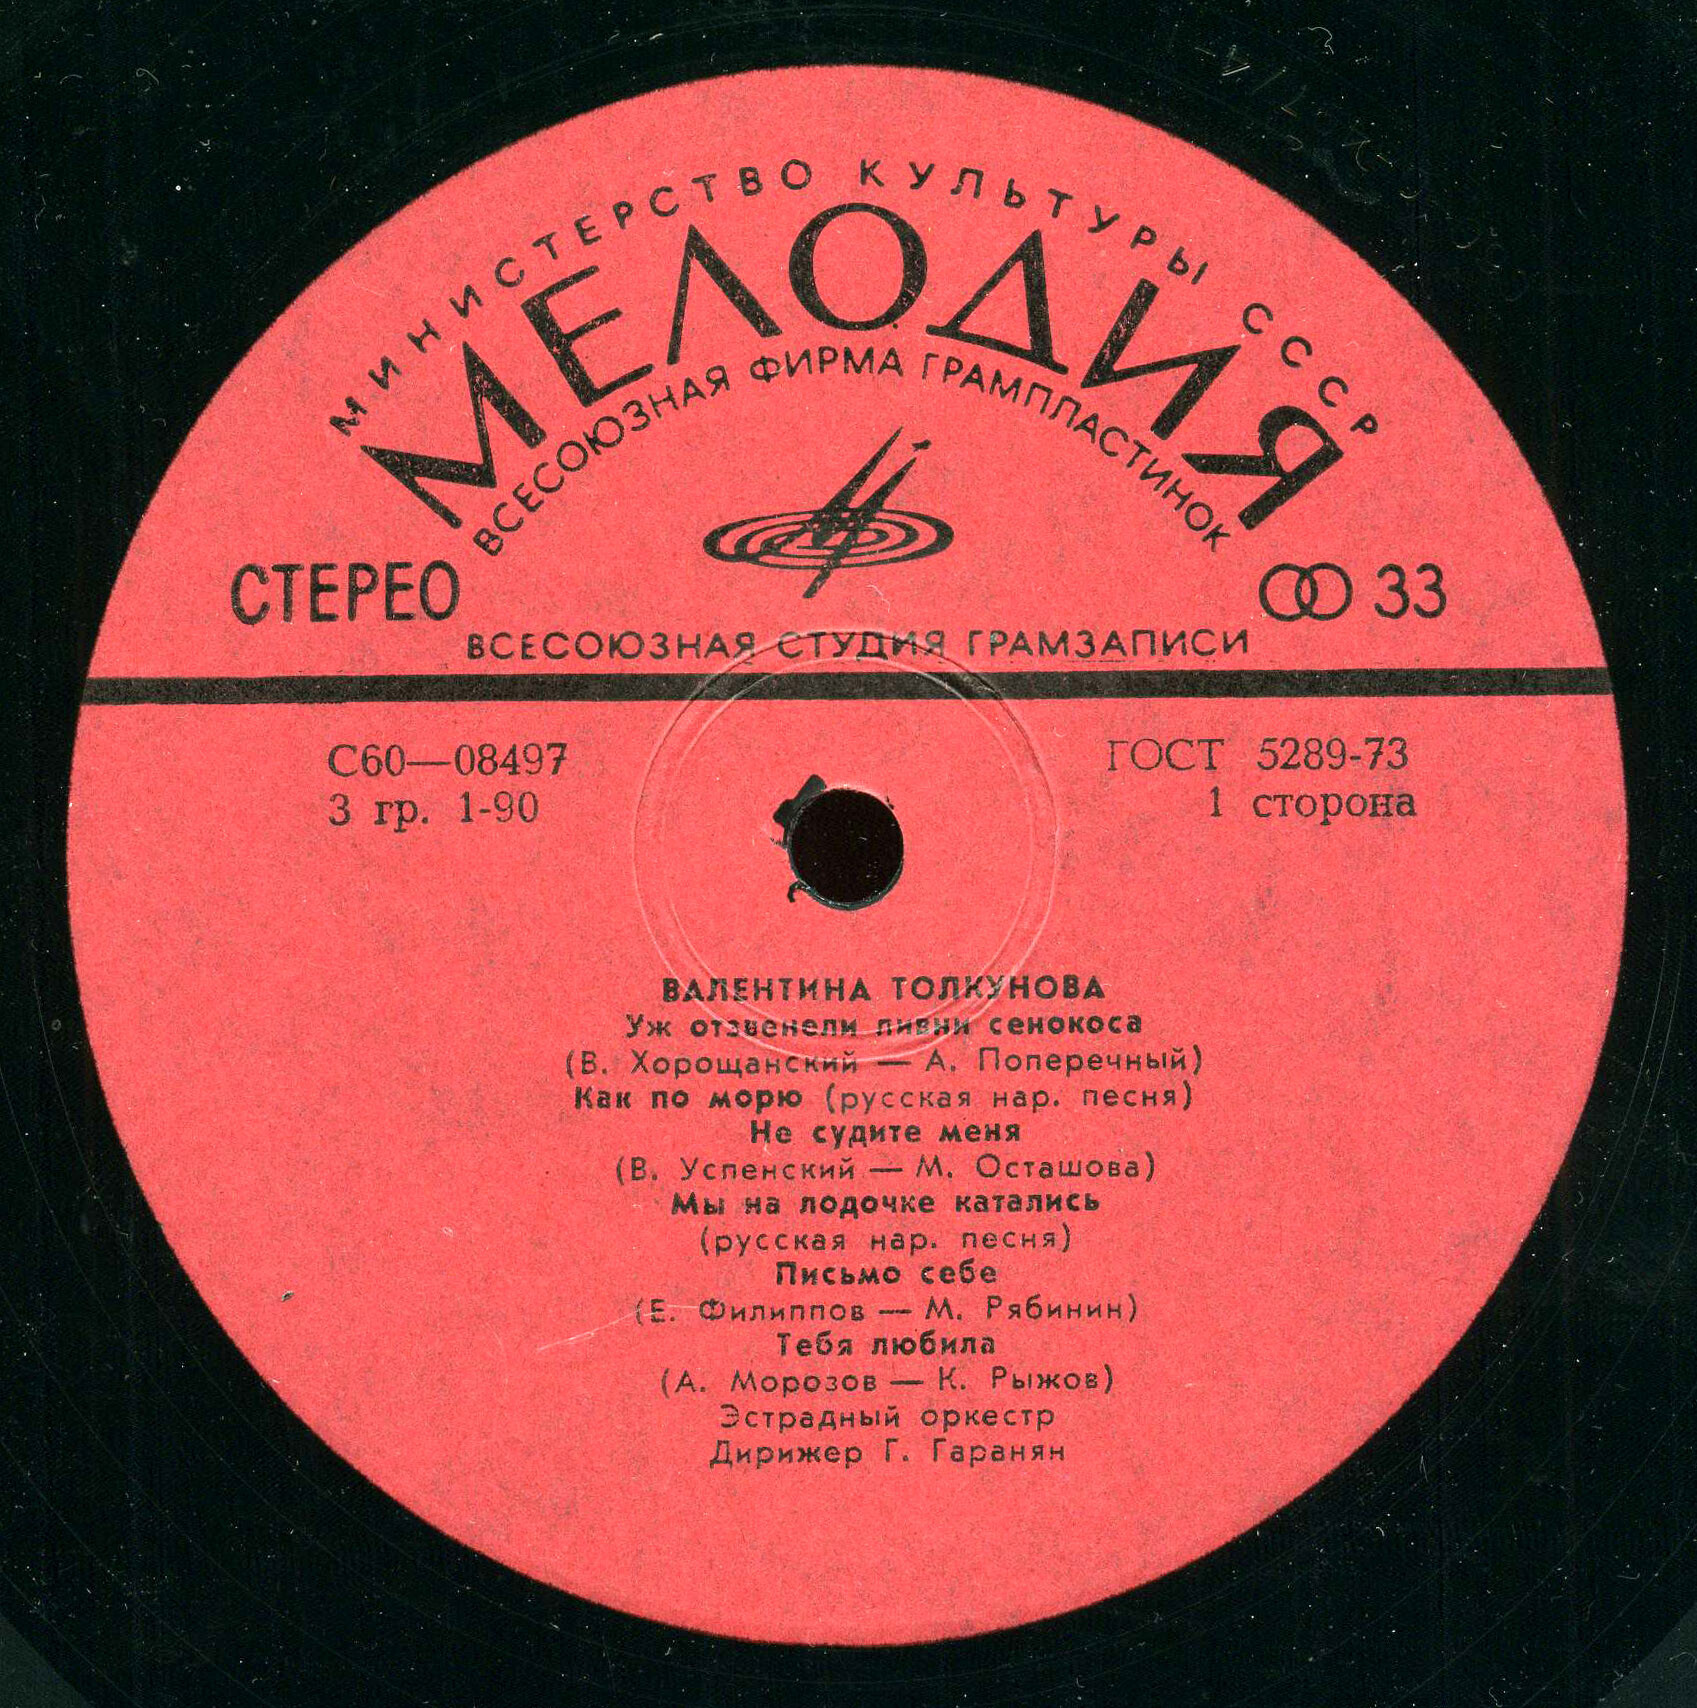 МИНИСТЕРСТВО КУЛЬТУРЫ СССР
МЕЛОДИЯ
ВСЕСОЮЗНАЯ ФИРМА ГРАМПЛАСТИНОК
СТЕРЕО
33
ВСЕСОЮЗНАЯ СТУДИЯ ГРАМЗАПИСИ
С60—08497
ГОСТ 5289-73
3 гр. 1-90
1 сторона
ВАЛЕНТИНА ТОЛКУНОВА
Уж отзвенели ливни сенокоса
(В. Хорощанский — А. Поперечный)
Как по морю (русская нар. песня)
Не судите меня
(В. Успенский — М. Осташова)
Мы на лодочке катались
(русская нар. песня)
Письмо себе
(Е. Филиппов — М. Рябинин)
Тебя любила
(А. Морозов — К. Рыжов)
Эстрадный оркестр
Дирижер Г. Гаранян